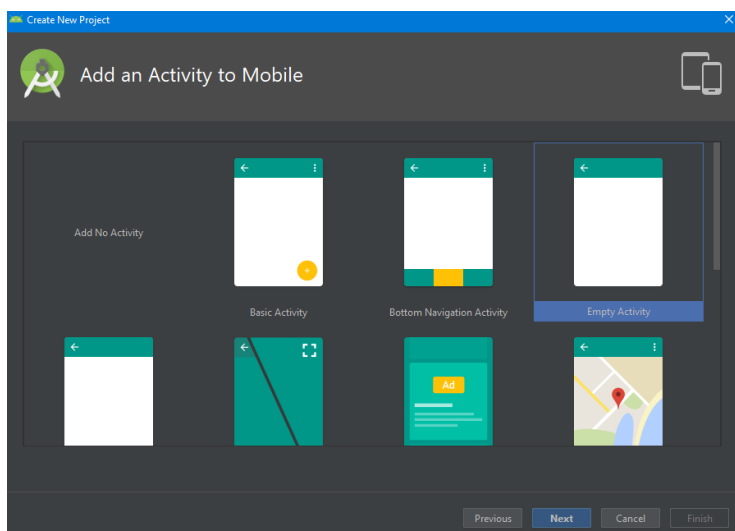 Create New Project
Add an Activity to Mobile
Add No Activity
Basic Activity
Bottom Navigation Activity
Empty Activity
Ad
Previous
Next
Cancel
Finish